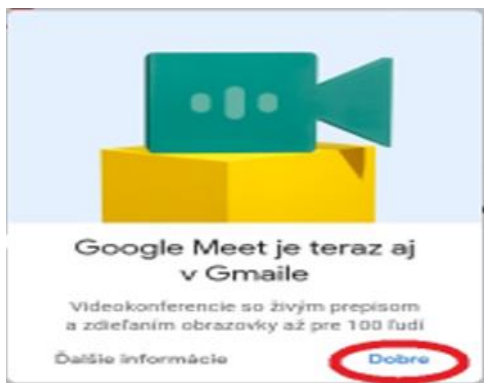 Google Meet je teraz aj
v Gmaile
Videokonferencie so živým prepisom
a zdieľaním obrazovky až pre 100 ľudí
Ďalšie informácie
Dobre